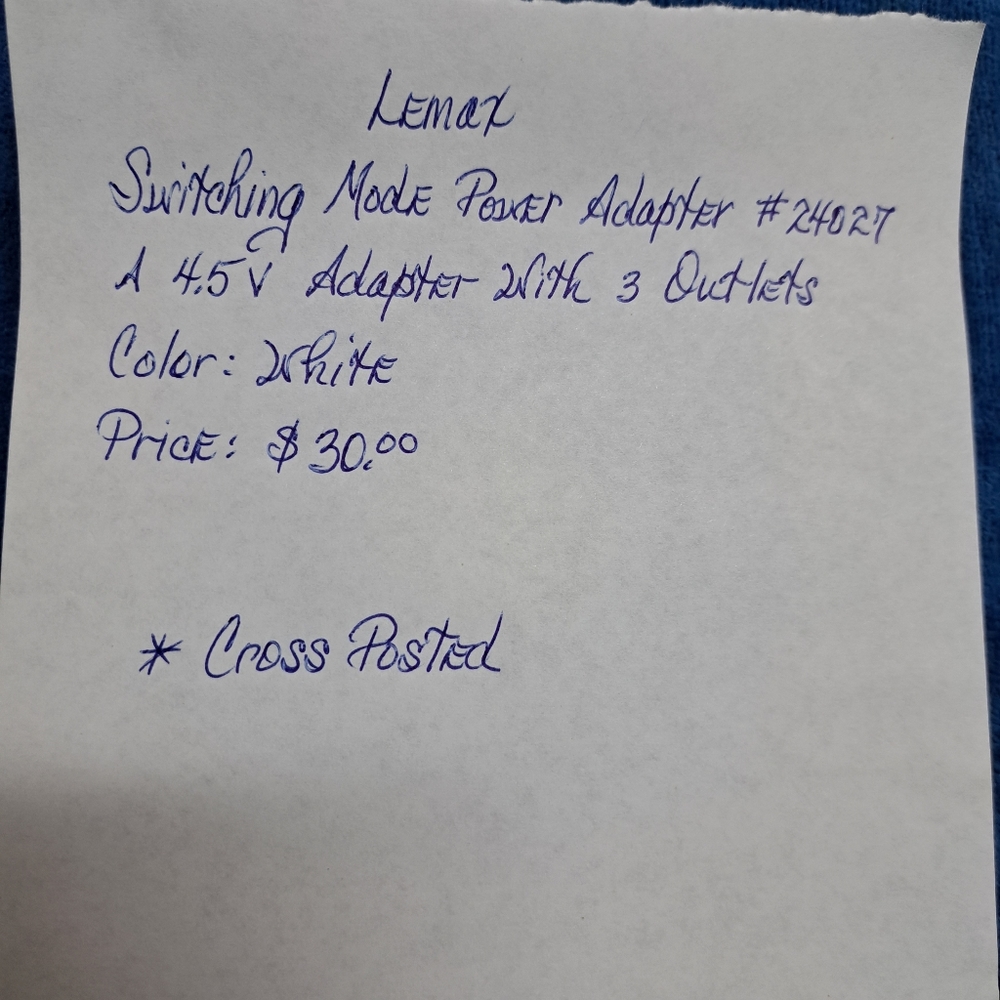 Lemax
Switching Mode Power Adapter #24027
A 4.5V Adapter With 3 Outlets
Color: White
Price: $30.00
* Cross Posted